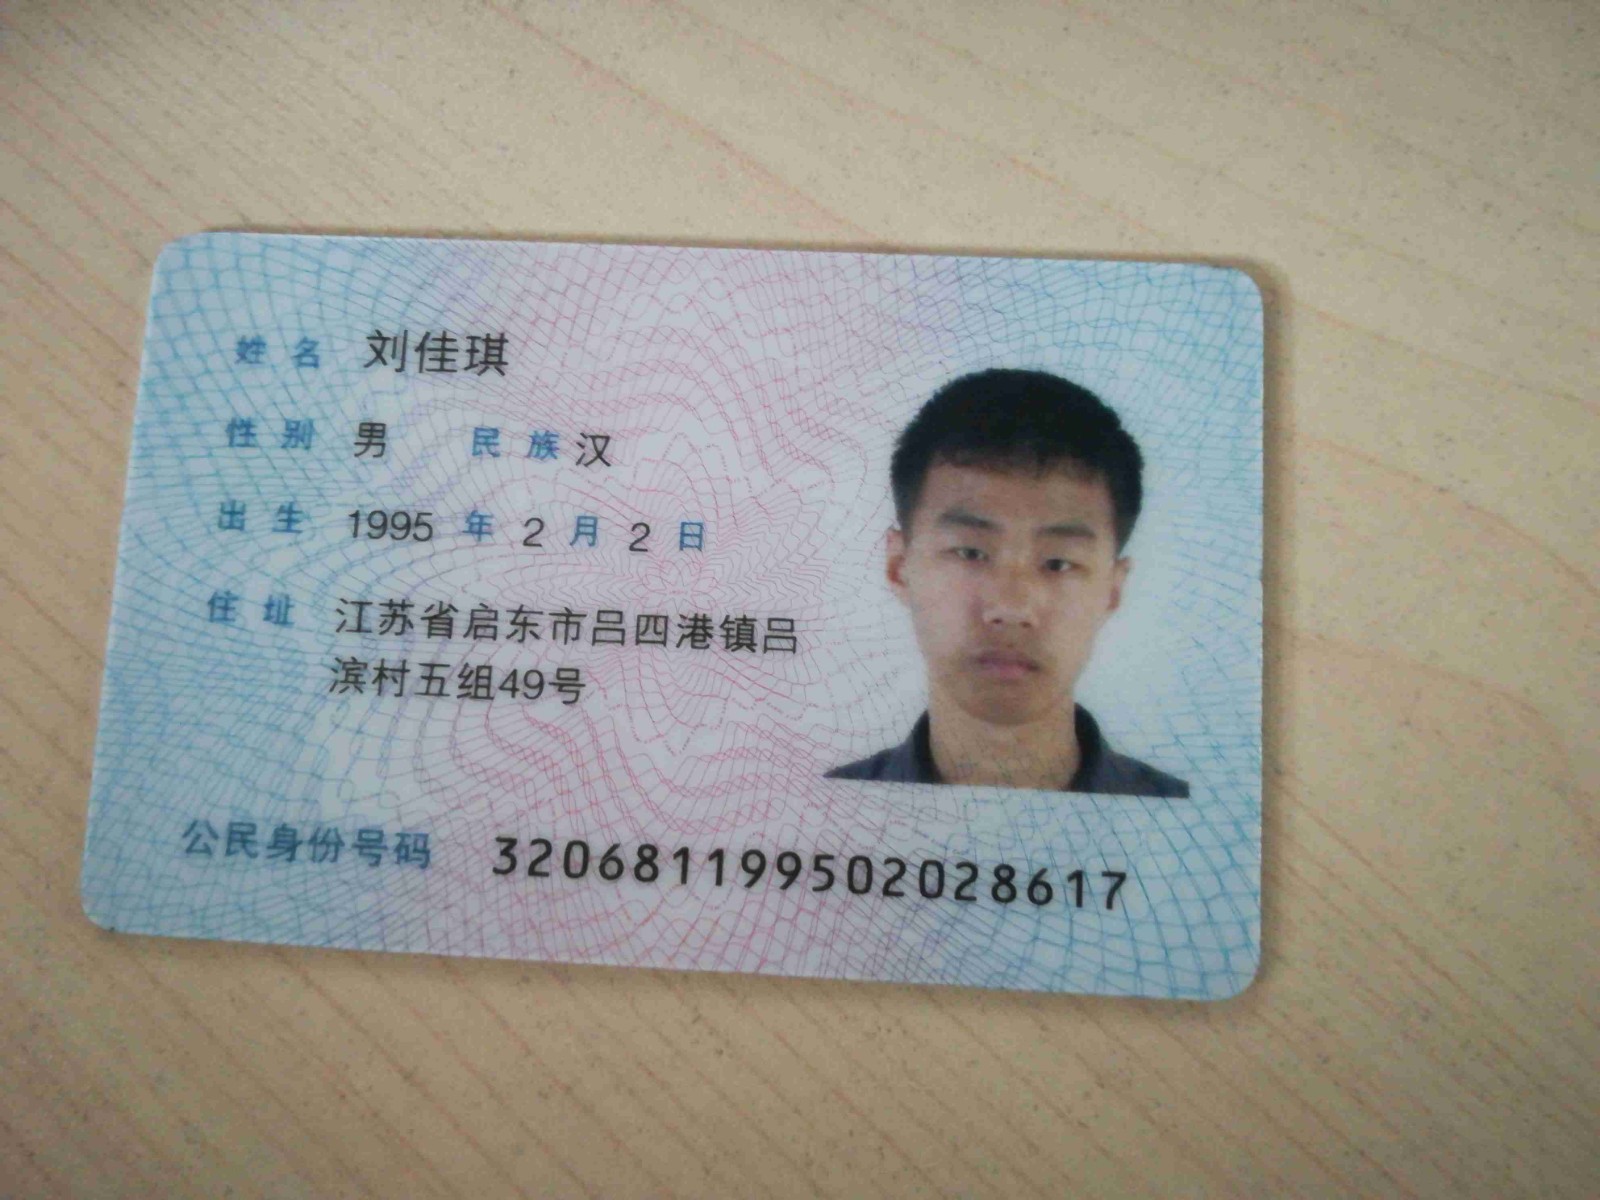 姓名 刘佳琪
性别 男 民族 汉
出生 1995 年 2 月 2 日
住址 江苏省启东市吕四港镇吕
滨村五组49号
公民身份号码 320681199502028617